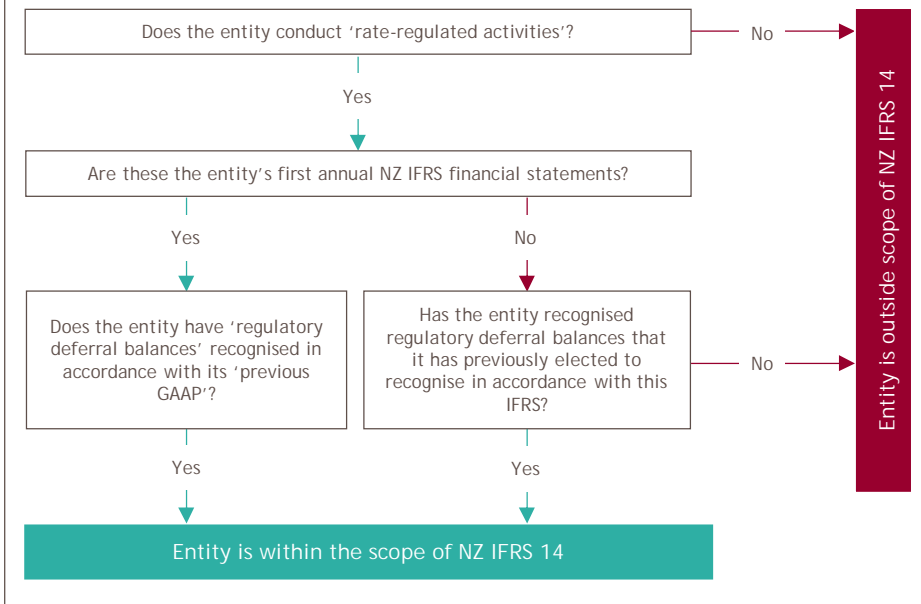 Does the entity conduct ‘rate-regulated activities’?
No
Yes
Are these the entity’s first annual NZ IFRS financial statements?
Yes
No
Does the entity have ‘regulatory
deferral balances’ recognised in
accordance with its ‘previous
GAAP’?
Has the entity recognised
regulatory deferral balances that
it has previously elected to
recognise in accordance with this
IFRS?
No
Yes
Yes
Entity is within the scope of NZ IFRS 14
Entity is outside scope of NZ IFRS 14